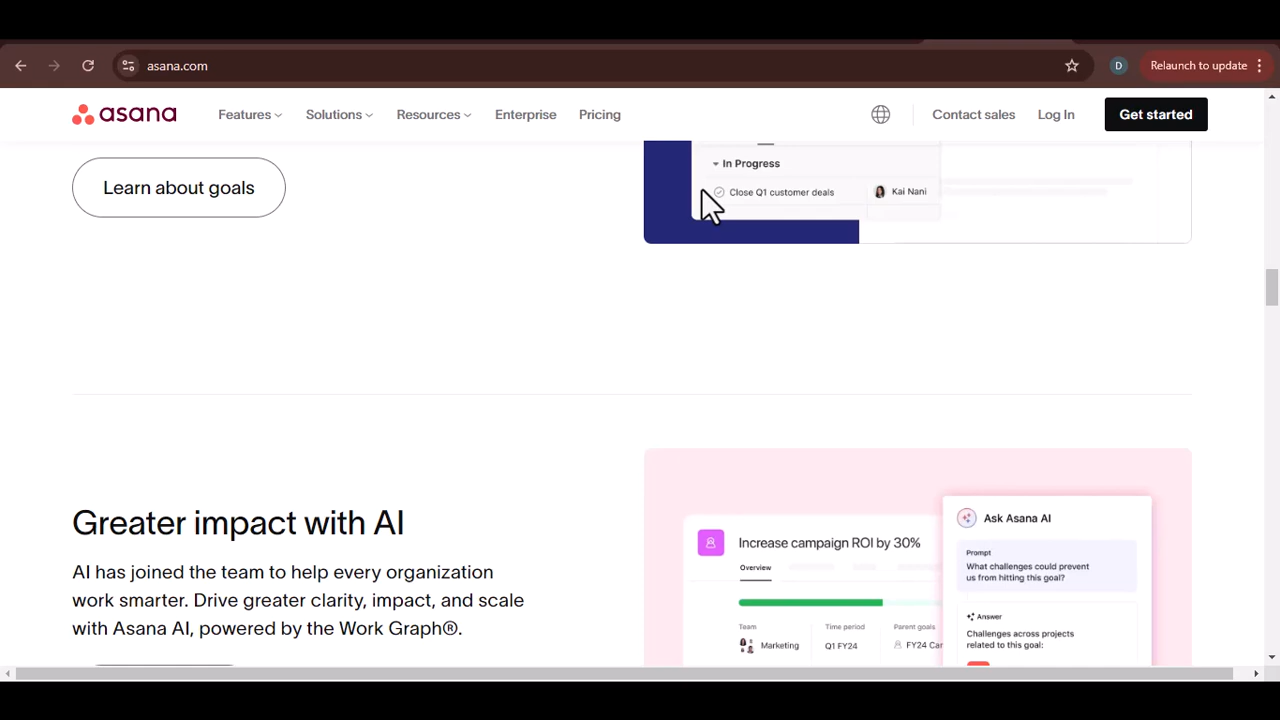 asana.com
D
Relaunch to update
asana
Features
Solutions
Resources
Enterprise
Pricing
Contact sales
Log In
Get started
Learn about goals
In Progress
Close Q1 customer deals
Kai Nani
Greater impact with AI
AI has joined the team to help every organization
work smarter. Drive greater clarity, impact, and scale
with Asana AI, powered by the Work Graph®.
Increase campaign ROI by 30%
Overview
Team
Time period
Parent goals
Marketing
Q1 FY24
FY24 Car
Ask Asana AI
Prompt
What challenges could prevent
us from hitting this goal?
Answer
Challenges across projects
related to this goal: